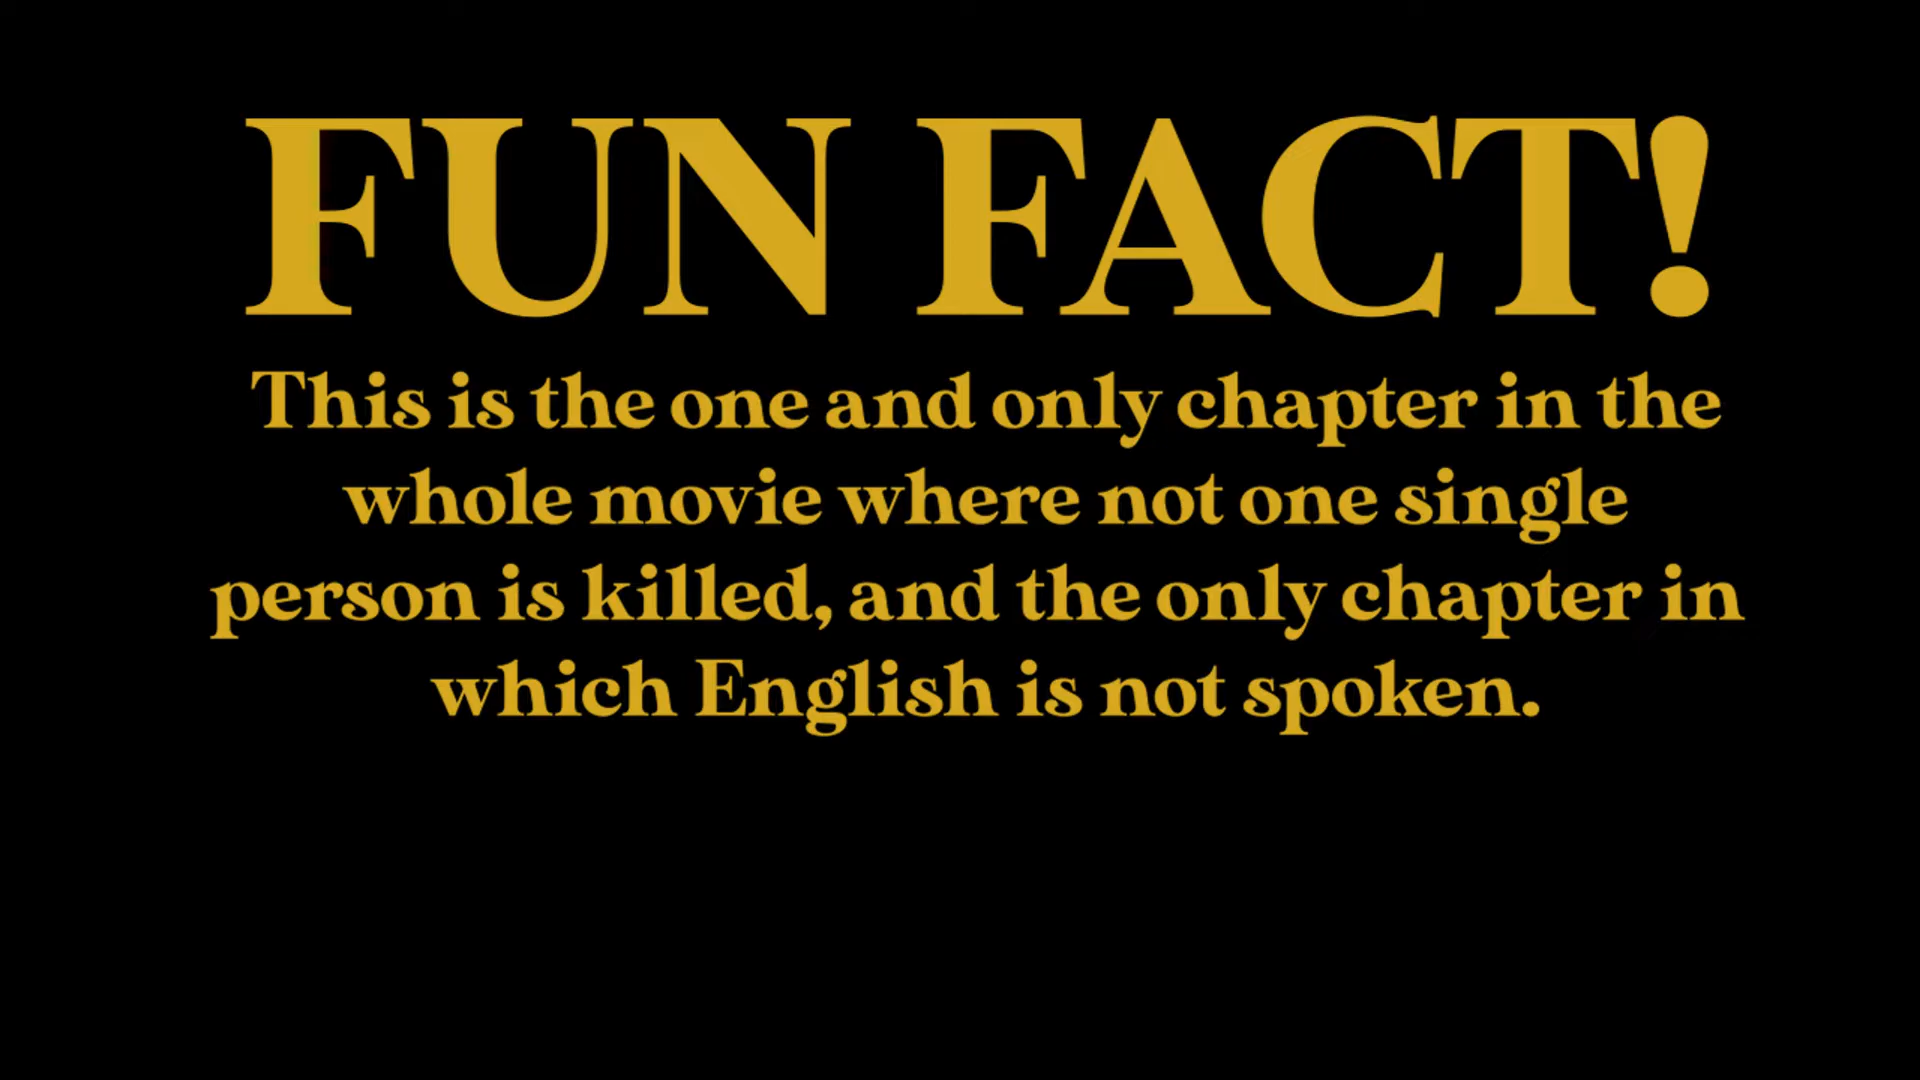 FUN FACT!
This is the one and only chapter in the
whole movie where not one single
person is killed, and the only chapter in
which English is not spoken.